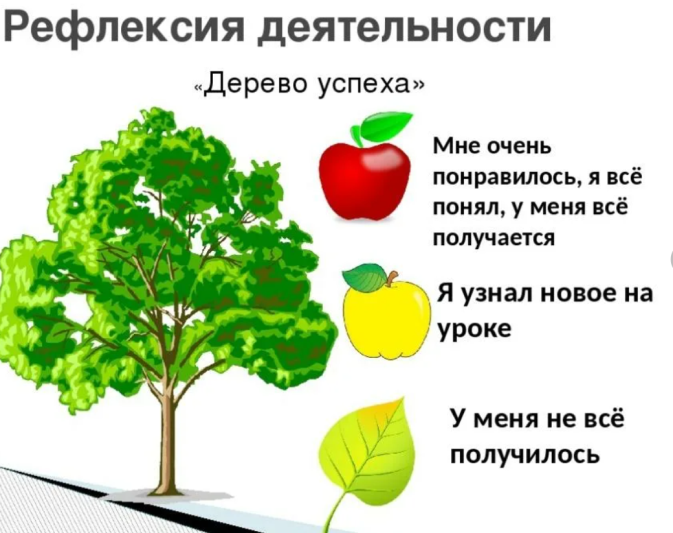 Рефлексия деятельности
«Дерево успеха»
Мне очень
понравилось, я всё
понял, у меня всё
получается
Я узнал новое на
уроке
У меня не всё
получилось